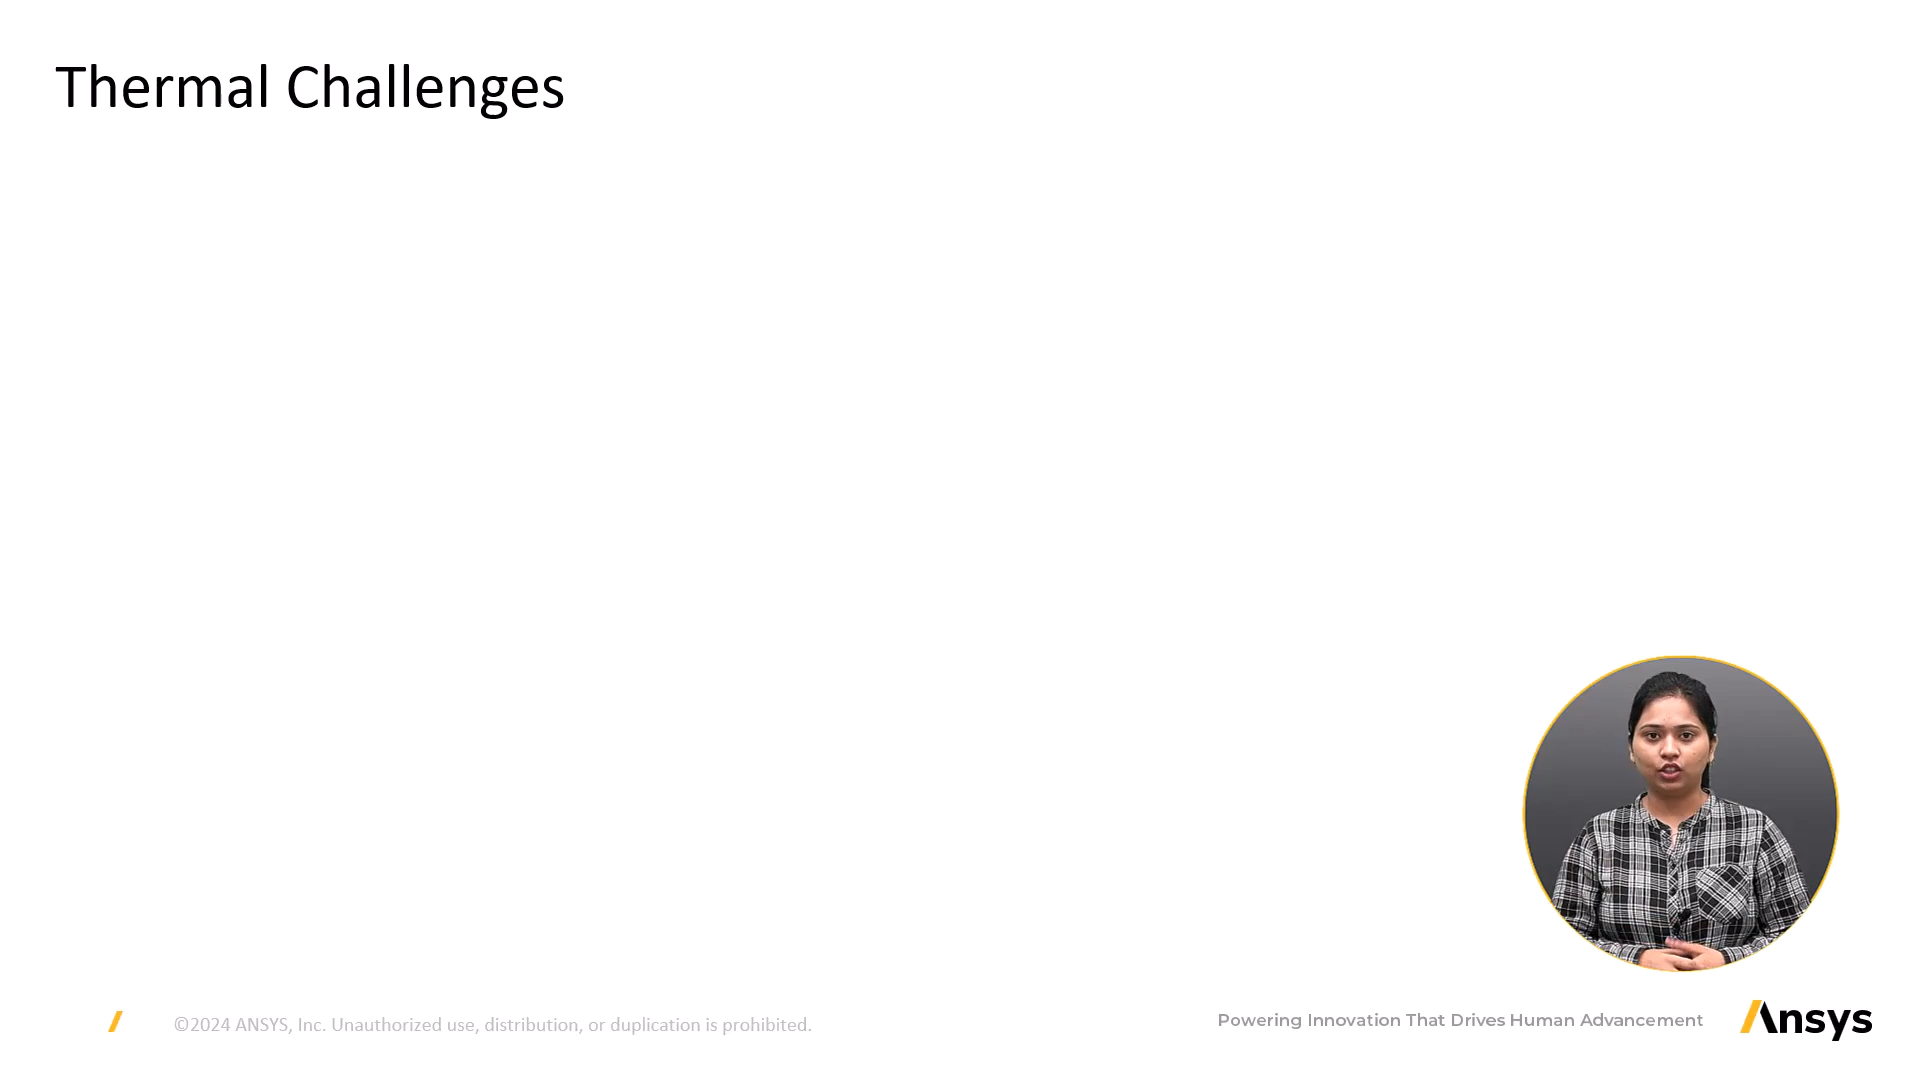 Thermal Challenges
©2024 ANSYS, Inc. Unauthorized use, distribution, or duplication is prohibited.
Powering Innovation That Drives Human Advancement
Ansys